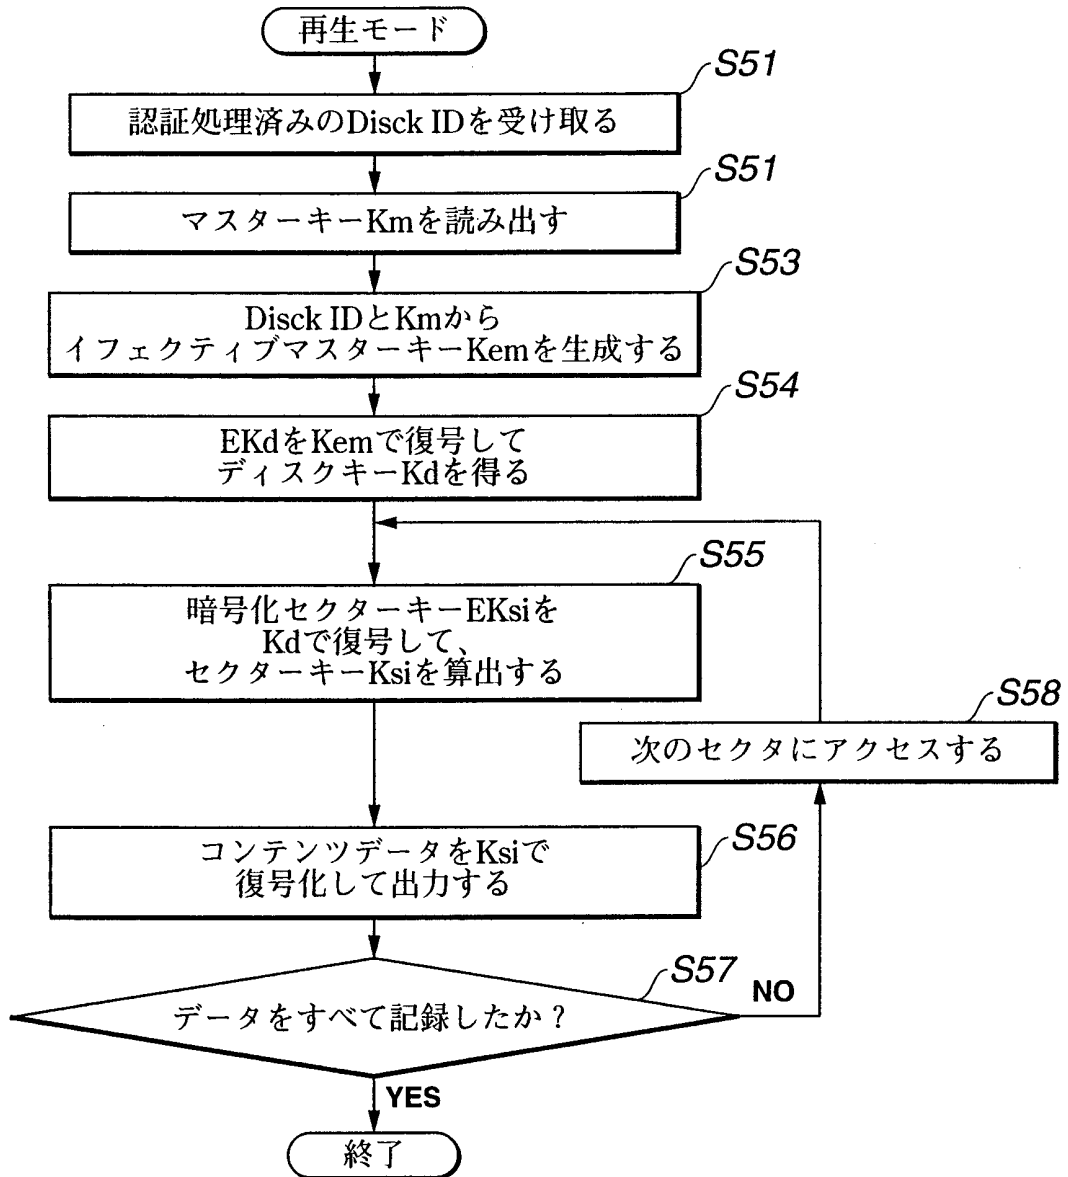 再生モード
S51
認証処理済みのDisck IDを受け取る
S51
マスターキーKmを読み出す
S53
Disck IDとKmから
イフェクティブマスターキーKemを生成する
S54
EKdをKemで復号して
ディスクキーKdを得る
S55
暗号化セクターキーEKsiを
Kdで復号して、
セクターキーKsiを算出する
S58
次のセクタにアクセスする
S56
コンテンツデータをKsiで
復号化して出力する
S57
データをすべて記録したか?
NO
YES
終了